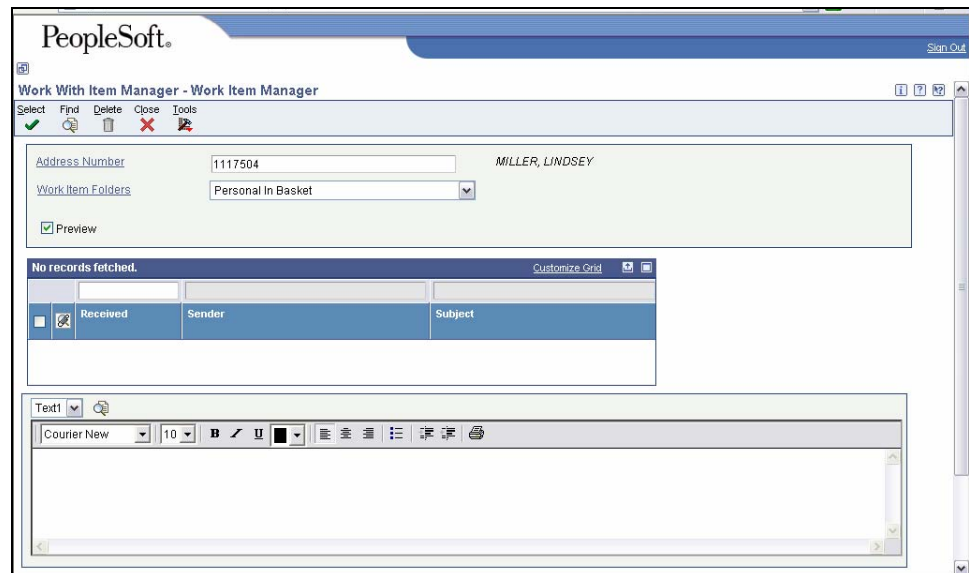 PeopleSoft®
Sign Out
Work With Item Manager - Work Item Manager
Select Find Delete Close Tools
Address Number 1117504 MILLER, LINDSEY
Work Item Folders Personal In Basket
Preview
No records fetched. Customize Grid
Received Sender Subject
Text1
Courier New 10 B I U